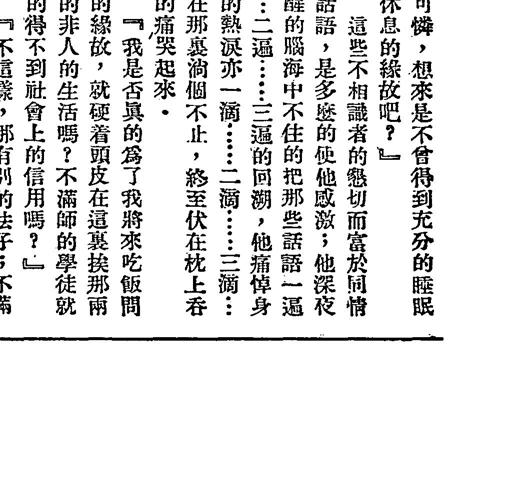 可憐，想來是不曾得到充分的睡眠
休息的緣故吧？』
這些不相識者的懇切而富於同情
話語，是多麼的使他感激；他深夜
醒的腦海中不住的把那些話語一遍
…二遍……三遍的回溯，他痛悼身
的熱淚亦一滴……二滴……三滴…
在那裏淌個不止，終至伏在枕上吞
的痛哭起來．
『我是否眞的爲了我將來吃飯問
的緣故，就硬着頭皮在這裏挨那兩
的非人的生活嗎？不滿師的學徒就
的得不到社會上的信用嗎？』
『不這樣，那有別的法子；不滿